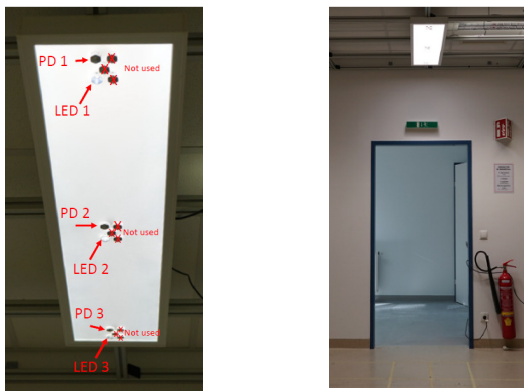 PD 1
Not used
LED 1
PD 2
Not used
LED 2
PD 3
Not used
LED 3